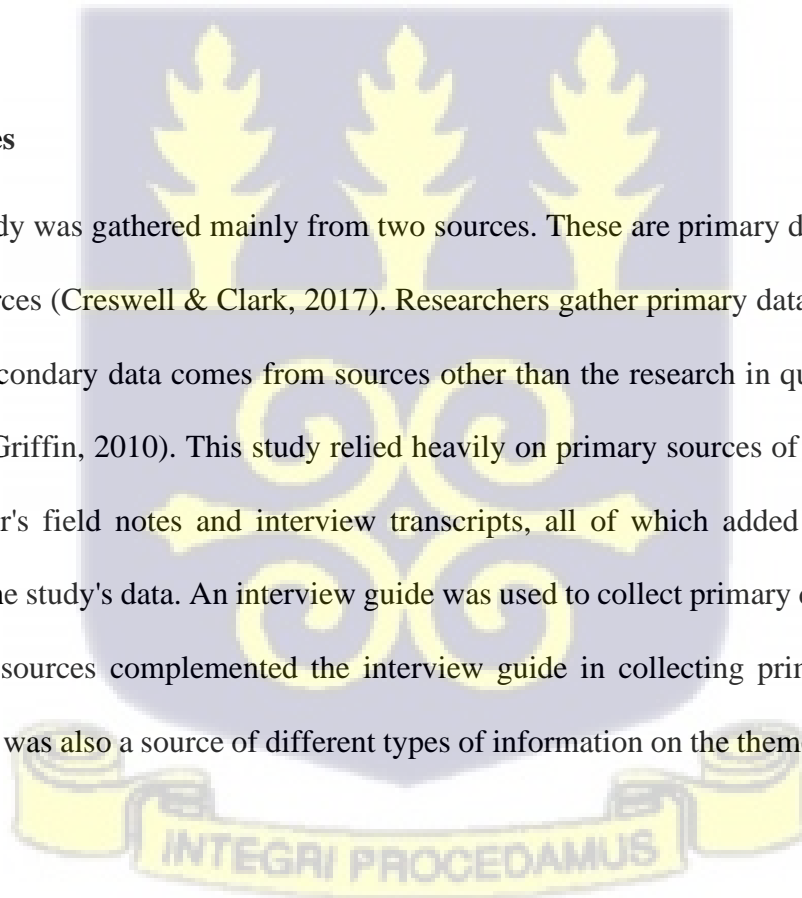 es
dy was gathered mainly from two sources. These are primary d
rces (Creswell & Clark, 2017). Researchers gather primary data
condary data comes from sources other than the research in qu
Griffin, 2010). This study relied heavily on primary sources of
r's field notes and interview transcripts, all of which added
he study's data. An interview guide was used to collect primary
sources complemented the interview guide in collecting prin
was also a source of different types of information on the them
INTEGRI PROCEDAMUS